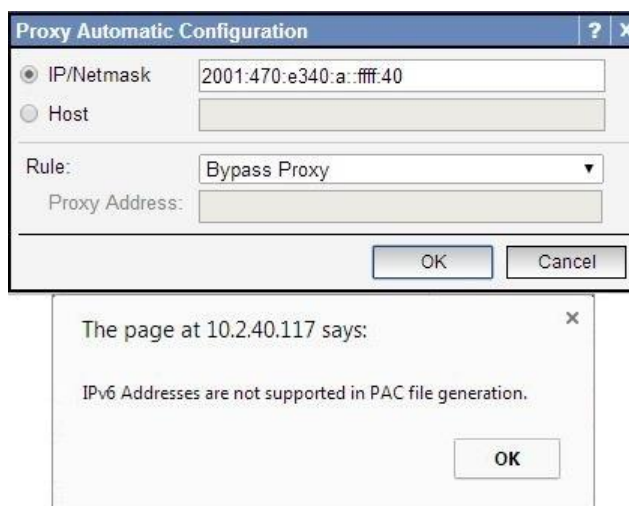 Proxy Automatic Configuration ? X
IP/Netmask 2001:470:e340:a::ffff:40
Host
Rule: Bypass Proxy
Proxy Address:
OK Cancel
The page at 10.2.40.117 says: ×
IPv6 Addresses are not supported in PAC file generation.
OK